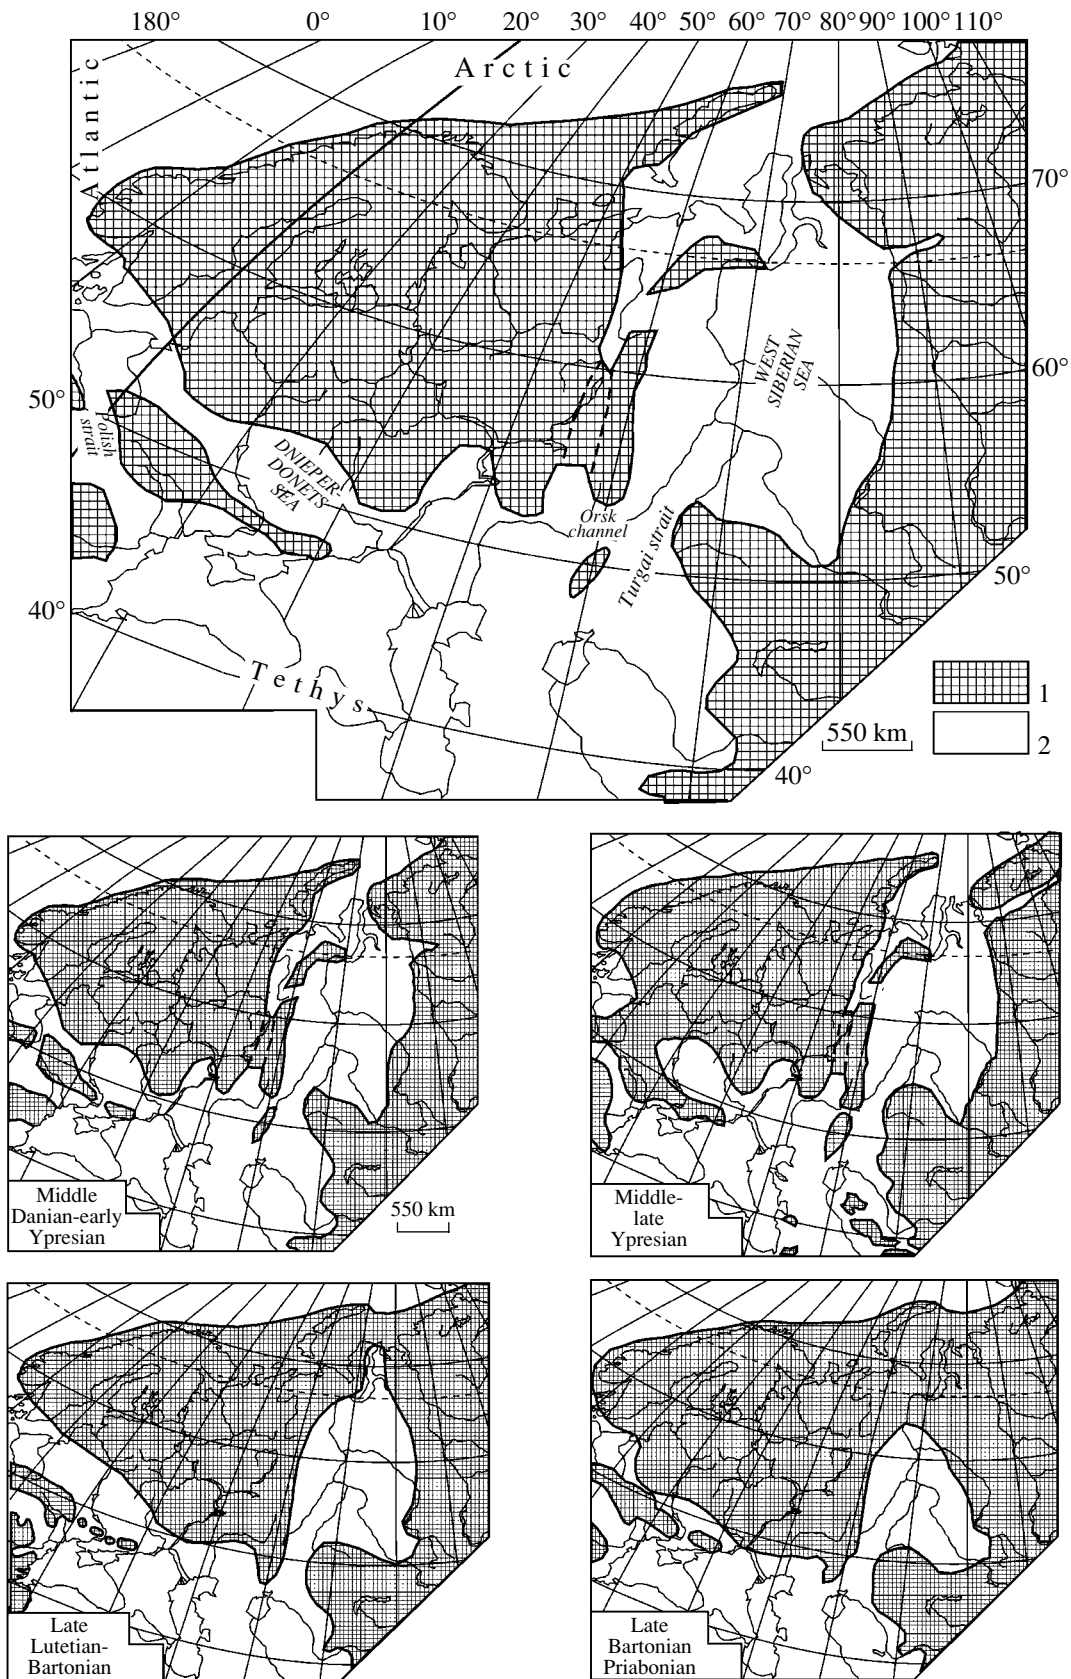 180° 0° 10° 20° 30° 40° 50° 60° 70° 80° 90° 100° 110°
Arctic
Atlantic
70°
60°
50°
40°
50°
40°
WEST
SIBERIAN
SEA
Polish
strait
DNIEPER-
DONETS
SEA
Orsk
channel
Turgai strait
Tethys
1
2
550 km
Middle
Danian-early
Ypresian
550 km
Middle-
late
Ypresian
Late
Lutetian-
Bartonian
Late
Bartonian
Priabonian